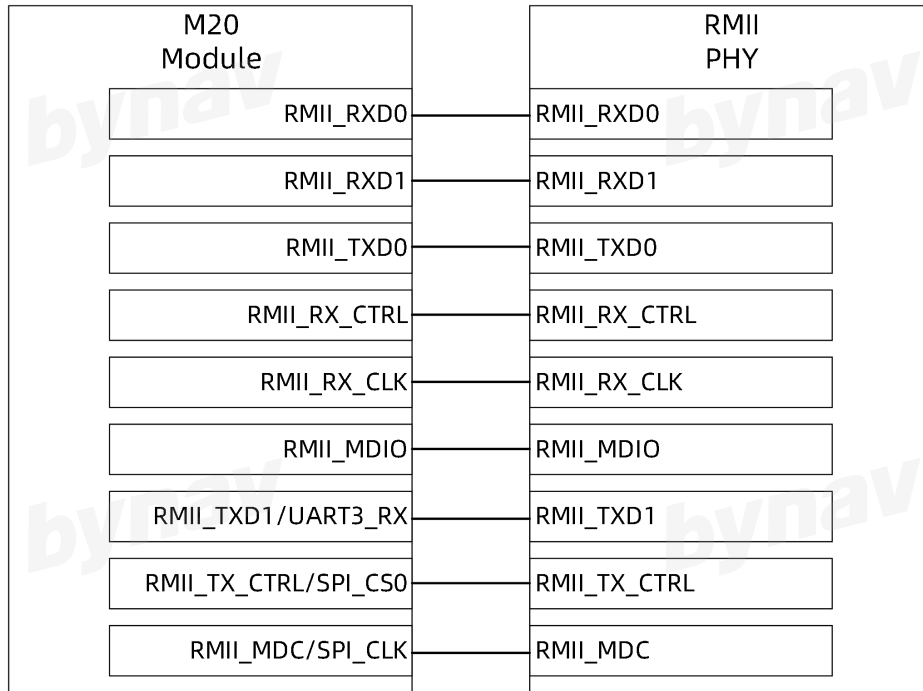 M20
Module
RMII
PHY
RMII_RXD0
RMII_RXD0
RMII_RXD1
RMII_RXD1
RMII_TXD0
RMII_TXD0
RMII_RX_CTRL
RMII_RX_CTRL
RMII_RX_CLK
RMII_RX_CLK
RMII_MDIO
RMII_MDIO
RMII_TXD1/UART3_RX
RMII_TXD1
RMII_TX_CTRL/SPI_CS0
RMII_TX_CTRL
RMII_MDC/SPI_CLK
RMII_MDC
bynav
bynav
bynav
bynav